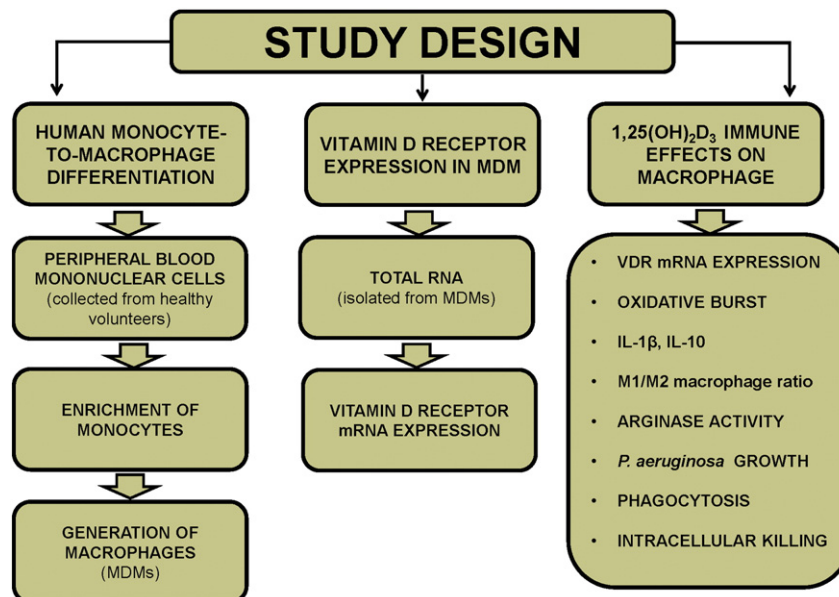 STUDY DESIGN
HUMAN MONOCYTE-
TO-MACROPHAGE
DIFFERENTIATION
PERIPHERAL BLOOD
MONONUCLEAR CELLS
(collected from healthy
volunteers)
ENRICHMENT OF
MONOCYTES
GENERATION OF
MACROPHAGES
(MDMs)
VITAMIN D RECEPTOR
EXPRESSION IN MDM
TOTAL RNA
(isolated from MDMs)
VITAMIN D RECEPTOR
mRNA EXPRESSION
1,25(OH)₂D₃ IMMUNE
EFFECTS ON
MACROPHAGE
• VDR mRNA EXPRESSION
• OXIDATIVE BURST
• IL-1β, IL-10
• M1/M2 macrophage ratio
• ARGINASE ACTIVITY
• P. aeruginosa GROWTH
• PHAGOCYTOSIS
• INTRACELLULAR KILLING